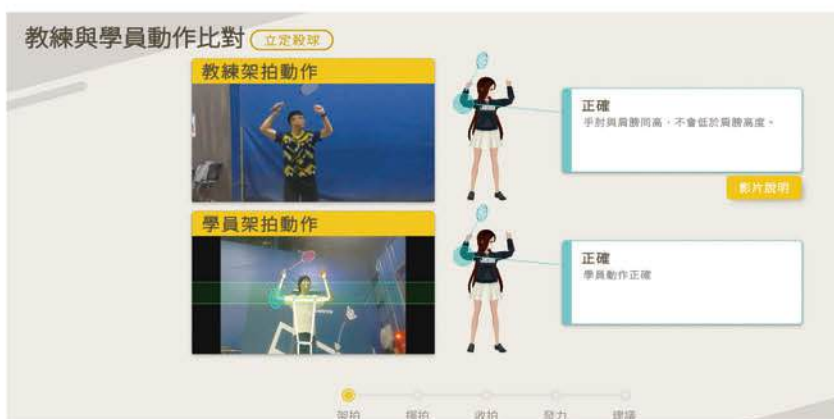 教練與學員動作比對
立定殺球
教練架拍動作
正確
手肘與肩膀同高,不會低於肩膀高度。
影片說明
學員架拍動作
正確
學員動作正確
架拍
揮拍
收拍
發力
建議